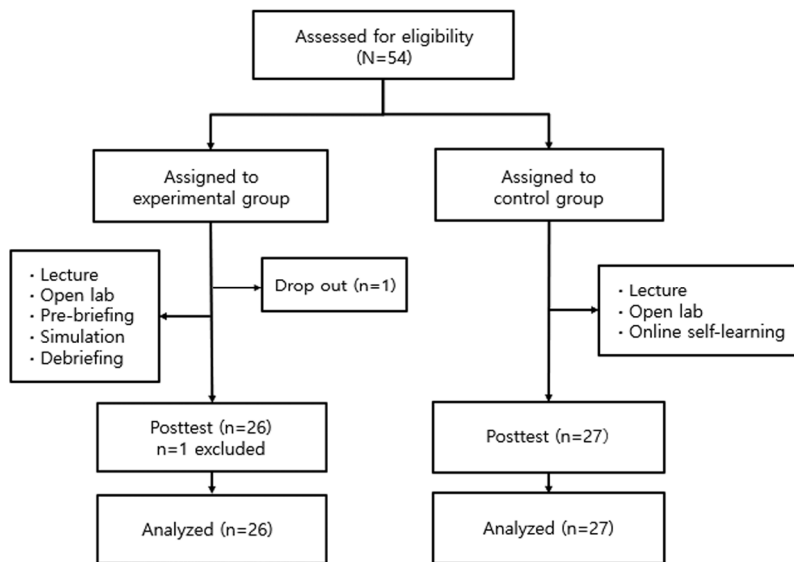 Assessed for eligibility
(N=54)
Assigned to
experimental group
Assigned to
control group
· Lecture
· Open lab
· Pre-briefing
· Simulation
· Debriefing
Drop out (n=1)
· Lecture
· Open lab
· Online self-learning
Posttest (n=26)
n=1 excluded
Posttest (n=27)
Analyzed (n=26)
Analyzed (n=27)